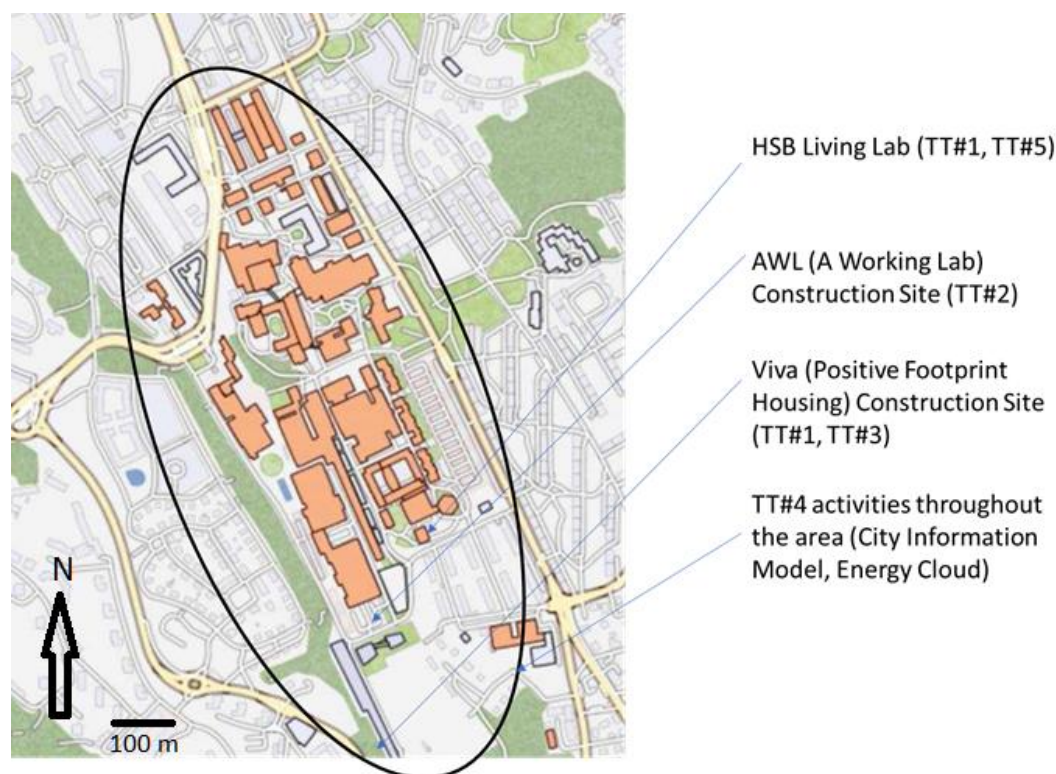 HSB Living Lab (TT#1, TT#5)
AWL (A Working Lab)
Construction Site (TT#2)
Viva (Positive Footprint
Housing) Construction Site
(TT#1, TT#3)
TT#4 activities throughout
the area (City Information
Model, Energy Cloud)
N
100 m